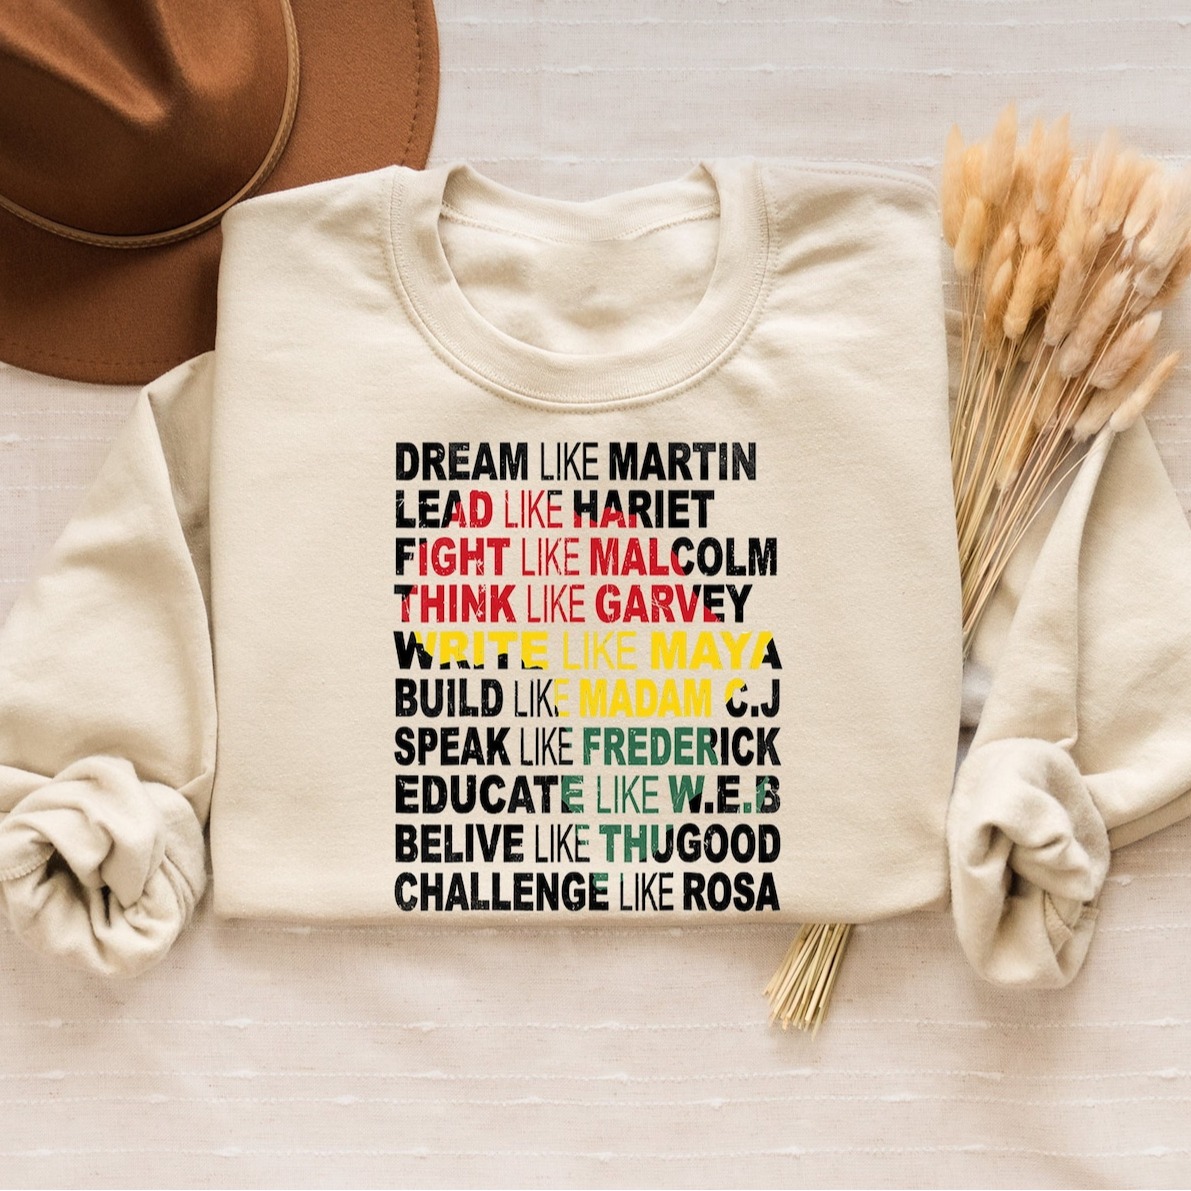 DREAM LIKE MARTIN
LEAD LIKE HARIET
FIGHT LIKE MALCOLM
THINK LIKE GARVEY
WRITE LIKE MAYA
BUILD LIKE MADAM C.J
SPEAK LIKE FREDERICK
EDUCATE LIKE W.E.B
BELIVE LIKE THUGOOD
CHALLENGE LIKE ROSA